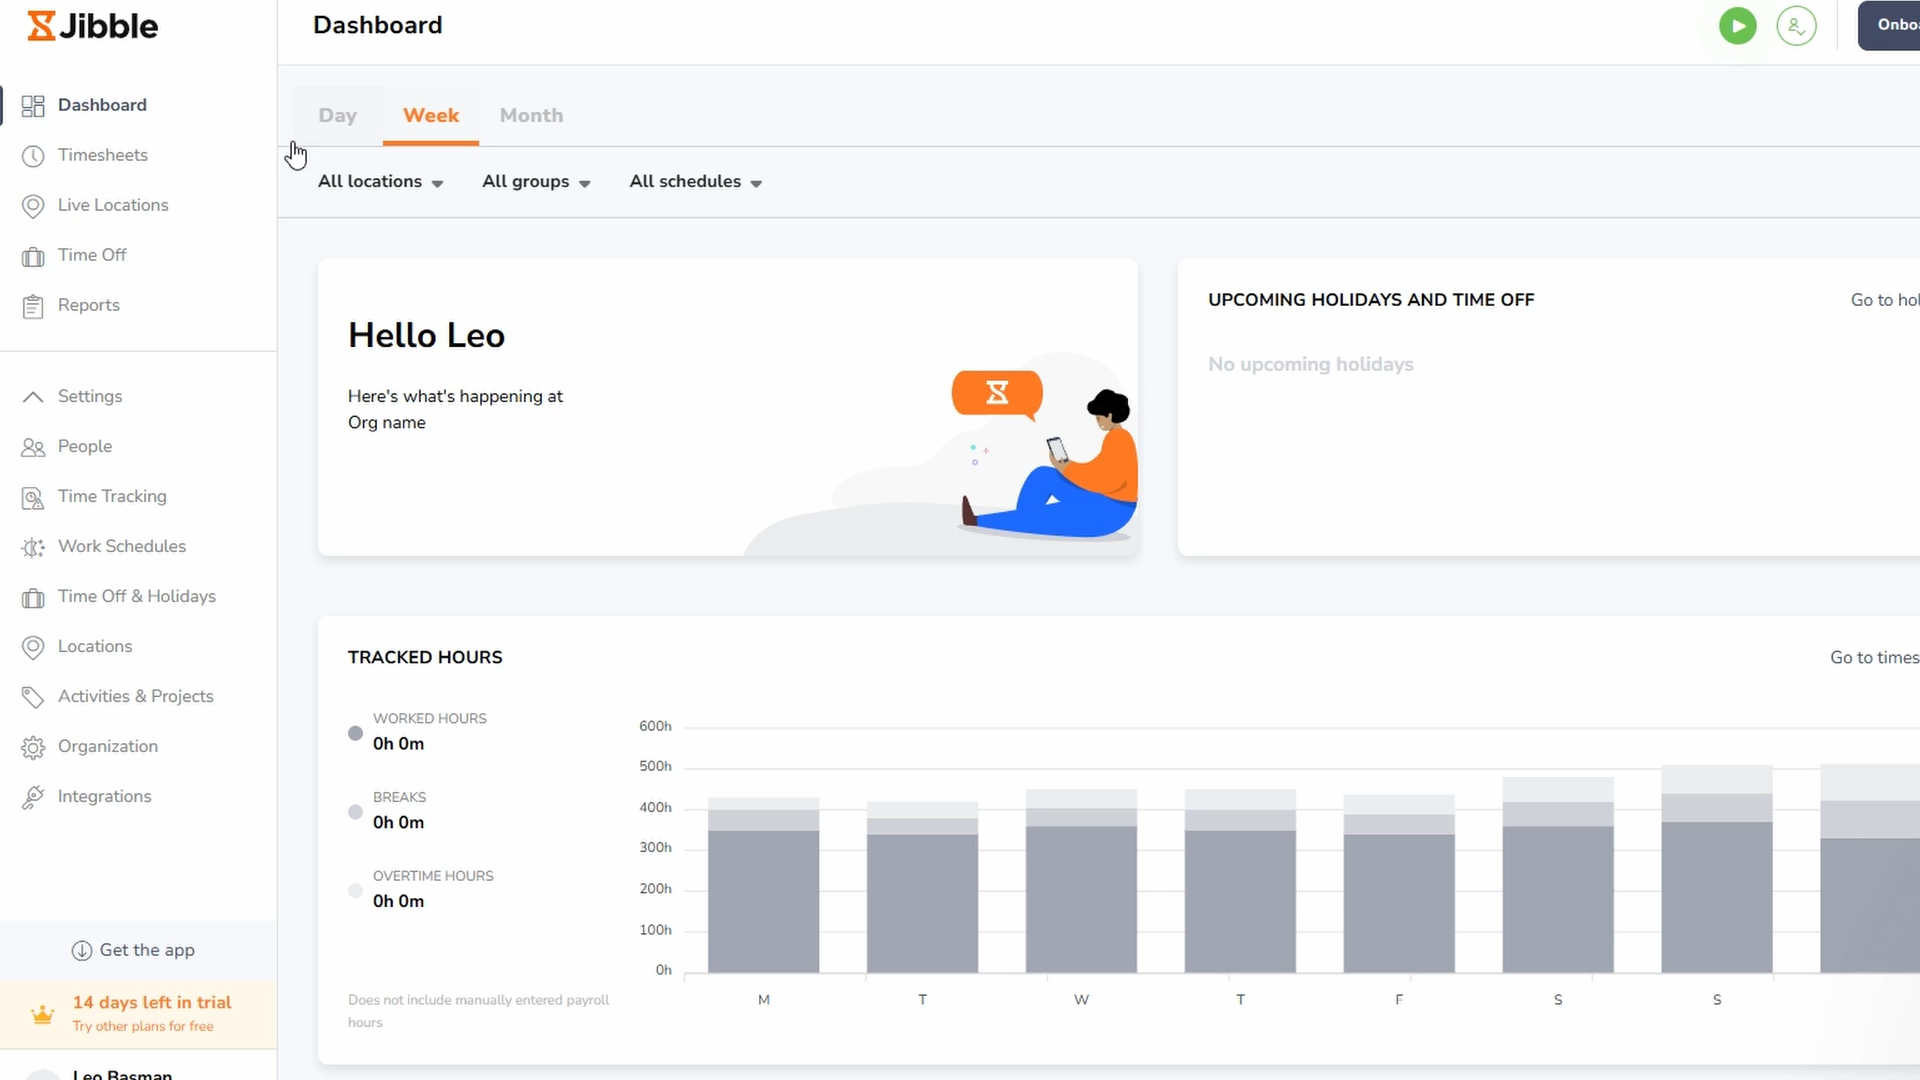 Jibble
Dashboard
Onbo
Dashboard
Timesheets
Live Locations
Time Off
Reports
Settings
People
Time Tracking
Work Schedules
Time Off & Holidays
Locations
Activities & Projects
Organization
Integrations
Get the app
14 days left in trial
Try other plans for free
Leo Basman
Day
Week
Month
All locations
All groups
All schedules
Hello Leo
Here's what's happening at
Org name
UPCOMING HOLIDAYS AND TIME OFF
Go to hol
No upcoming holidays
TRACKED HOURS
Go to times
WORKED HOURS
0h 0m
BREAKS
0h 0m
OVERTIME HOURS
0h 0m
Does not include manually entered payroll
hours
600h
500h
400h
300h
200h
100h
0h
M T W T F S S